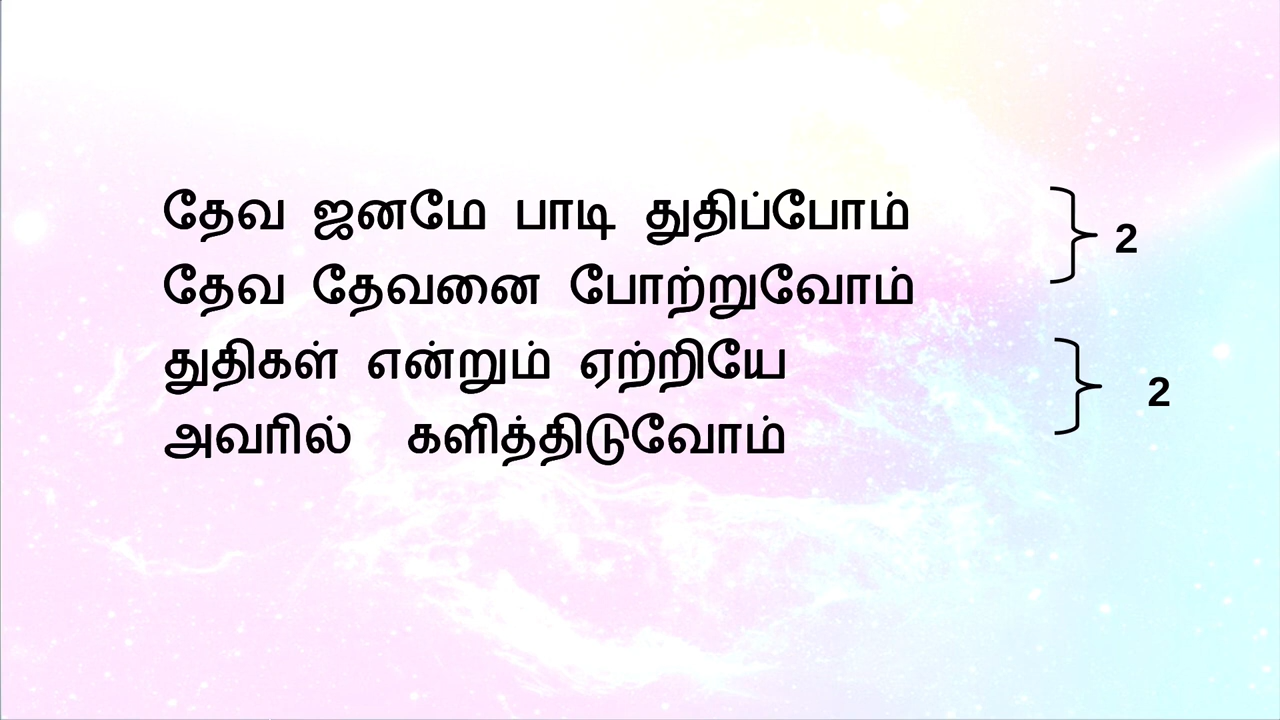 தேவ ஜனமே பாடி துதிப்போம்
தேவ தேவனை போற்றுவோம்
} 2
துதிகள் என்றும் ஏற்றியே
அவரில் களித்திடுவோம்
} 2